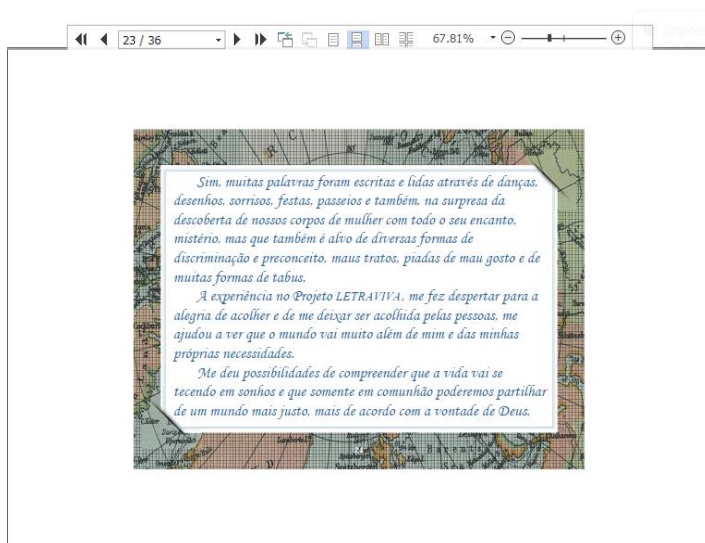 23 / 36
67.81%
Sim, muitas palavras foram escritas e lidas através de danças,
desenhos, sorrisos, festas, passeios e também, na surpresa da
descoberta de nossos corpos de mulher com todo o seu encanto,
mistério, mas que também é alvo de diversas formas de
discriminação e preconceito, maus tratos, piadas de mau gosto e de
muitas formas de tabus.
A experiência no Projeto LETRAVIVA, me fez despertar para a
alegria de acolher e de me deixar ser acolhida pelas pessoas, me
ajudou a ver que o mundo vai muito além de mim e das minhas
próprias necessidades.
Me deu possibilidades de compreender que a vida vai se
tecendo em sonhos e que somente em comunhão poderemos partilhar
de um mundo mais justo, mais de acordo com a vontade de Deus.